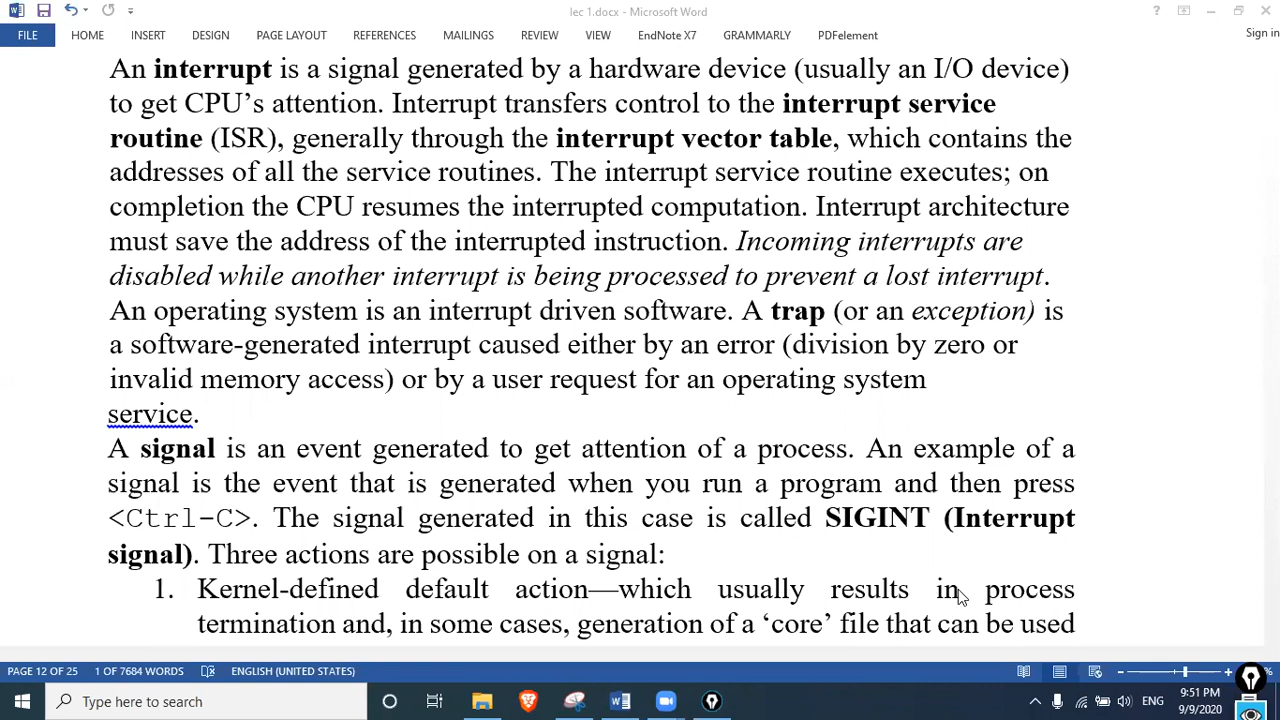 lec 1.docx - Microsoft Word
?
FILE HOME INSERT DESIGN PAGE LAYOUT REFERENCES MAILINGS REVIEW VIEW EndNote X7 GRAMMARLY PDFelement Sign in
An interrupt is a signal generated by a hardware device (usually an I/O device)
to get CPU’s attention. Interrupt transfers control to the interrupt service
routine (ISR), generally through the interrupt vector table, which contains the
addresses of all the service routines. The interrupt service routine executes; on
completion the CPU resumes the interrupted computation. Interrupt architecture
must save the address of the interrupted instruction. Incoming interrupts are
disabled while another interrupt is being processed to prevent a lost interrupt.
An operating system is an interrupt driven software. A trap (or an exception) is
a software-generated interrupt caused either by an error (division by zero or
invalid memory access) or by a user request for an operating system
service.
A signal is an event generated to get attention of a process. An example of a
signal is the event that is generated when you run a program and then press
<Ctrl-C>. The signal generated in this case is called SIGINT (Interrupt
signal). Three actions are possible on a signal:
1. Kernel-defined default action—which usually results in process
termination and, in some cases, generation of a ‘core’ file that can be used
PAGE 12 OF 25 1 OF 7684 WORDS ENGLISH (UNITED STATES)
Type here to search
ENG
9:51 PM
9/9/2020